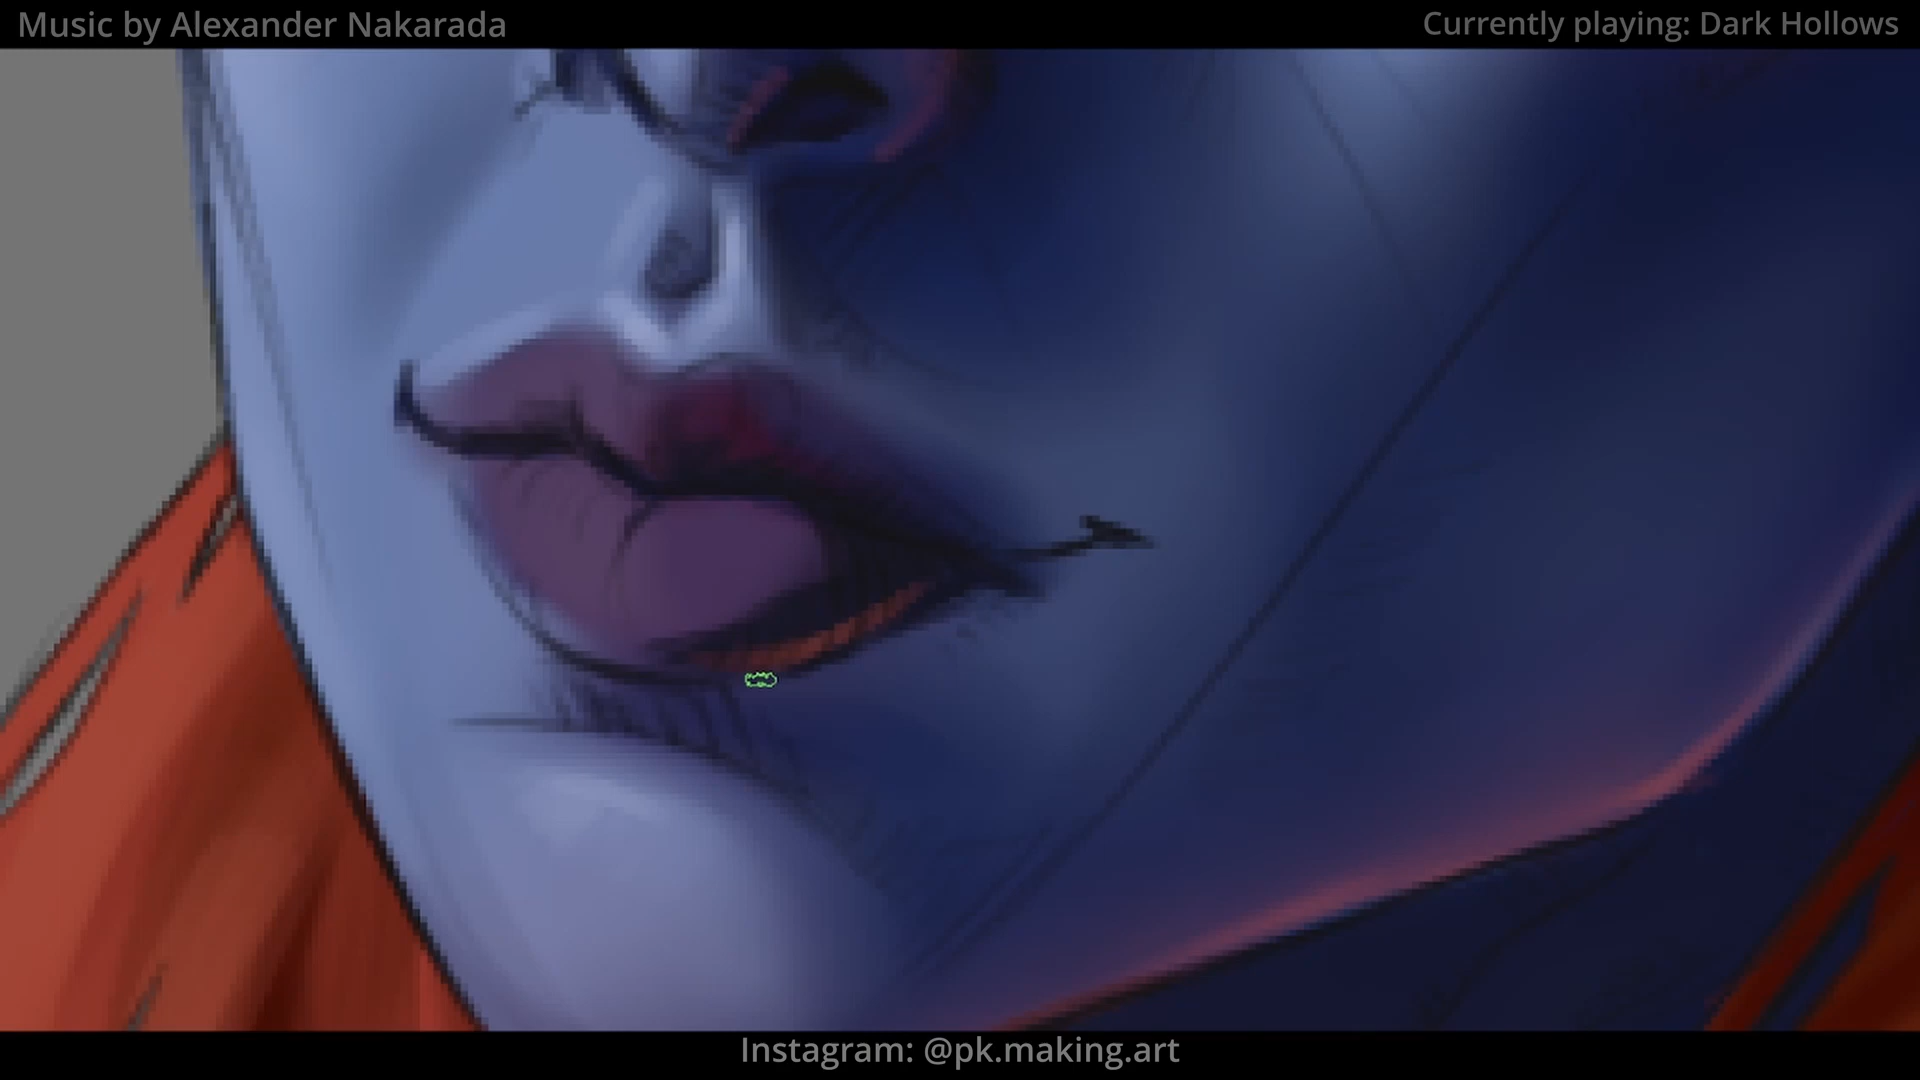 Music by Alexander Nakarada
Currently playing: Dark Hollows
Instagram: @pk.making.art